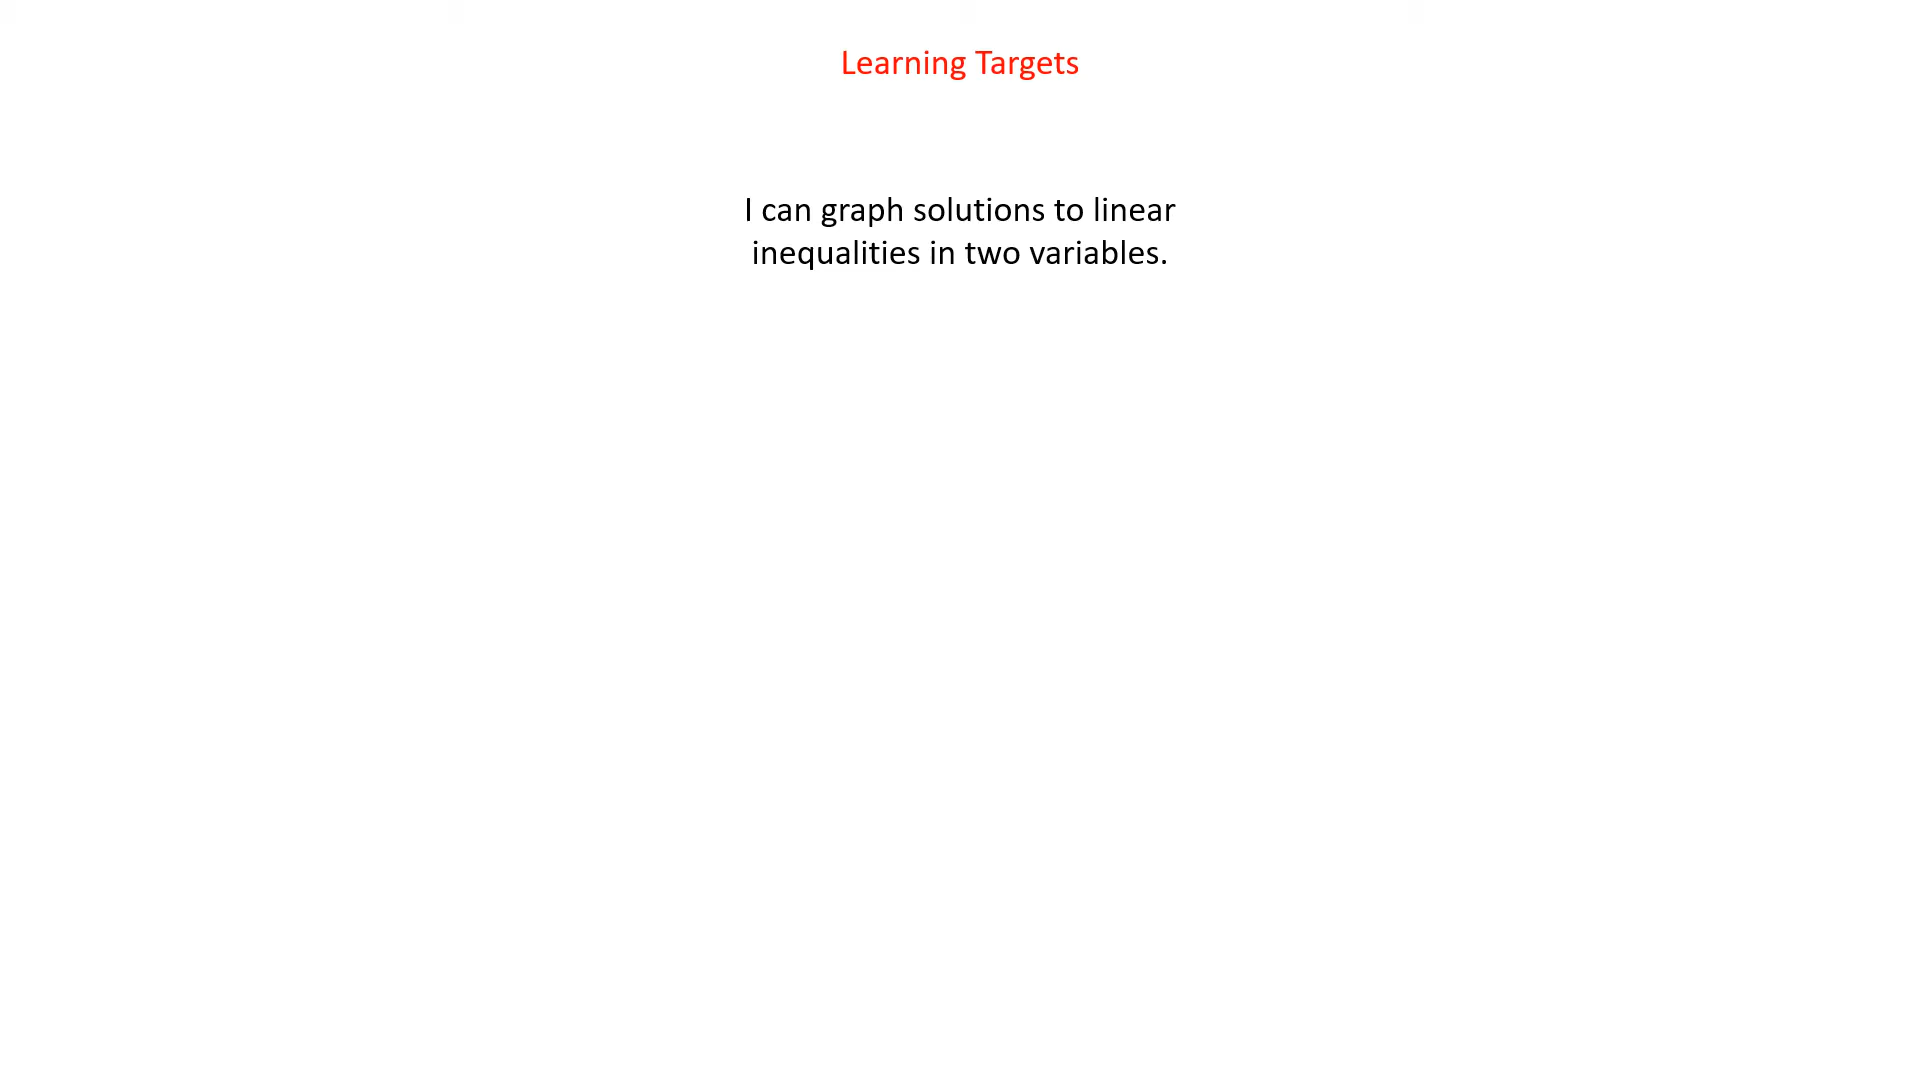 Learning Targets
I can graph solutions to linear
inequalities in two variables.